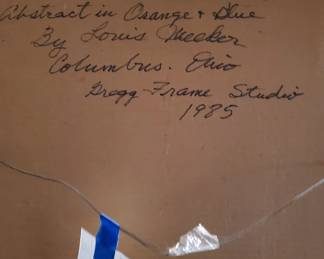 Abstract in Orange + Blue
By Louis Meeker
Columbus. Ohio
Gregg Frame Studio
1985